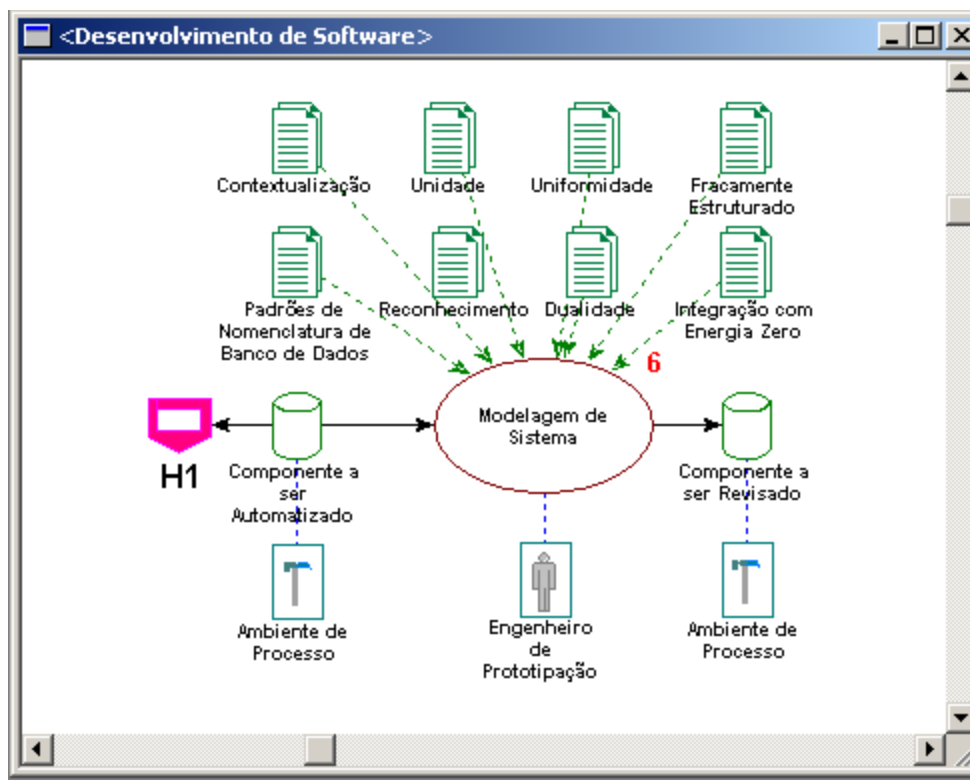 <Desenvolvimento de Software>
Contextualização
Unidade
Uniformidade
Fracamente
Estruturado
Padrões de
Nomenclatura de
Banco de Dados
Reconhecimento
Dualidade
Integração com
Energia Zero
6
Modelagem de
Sistema
H1
Componente a
ser
Automatizado
Componente a
ser Revisado
Ambiente de
Processo
Engenheiro
de
Prototipação
Ambiente de
Processo